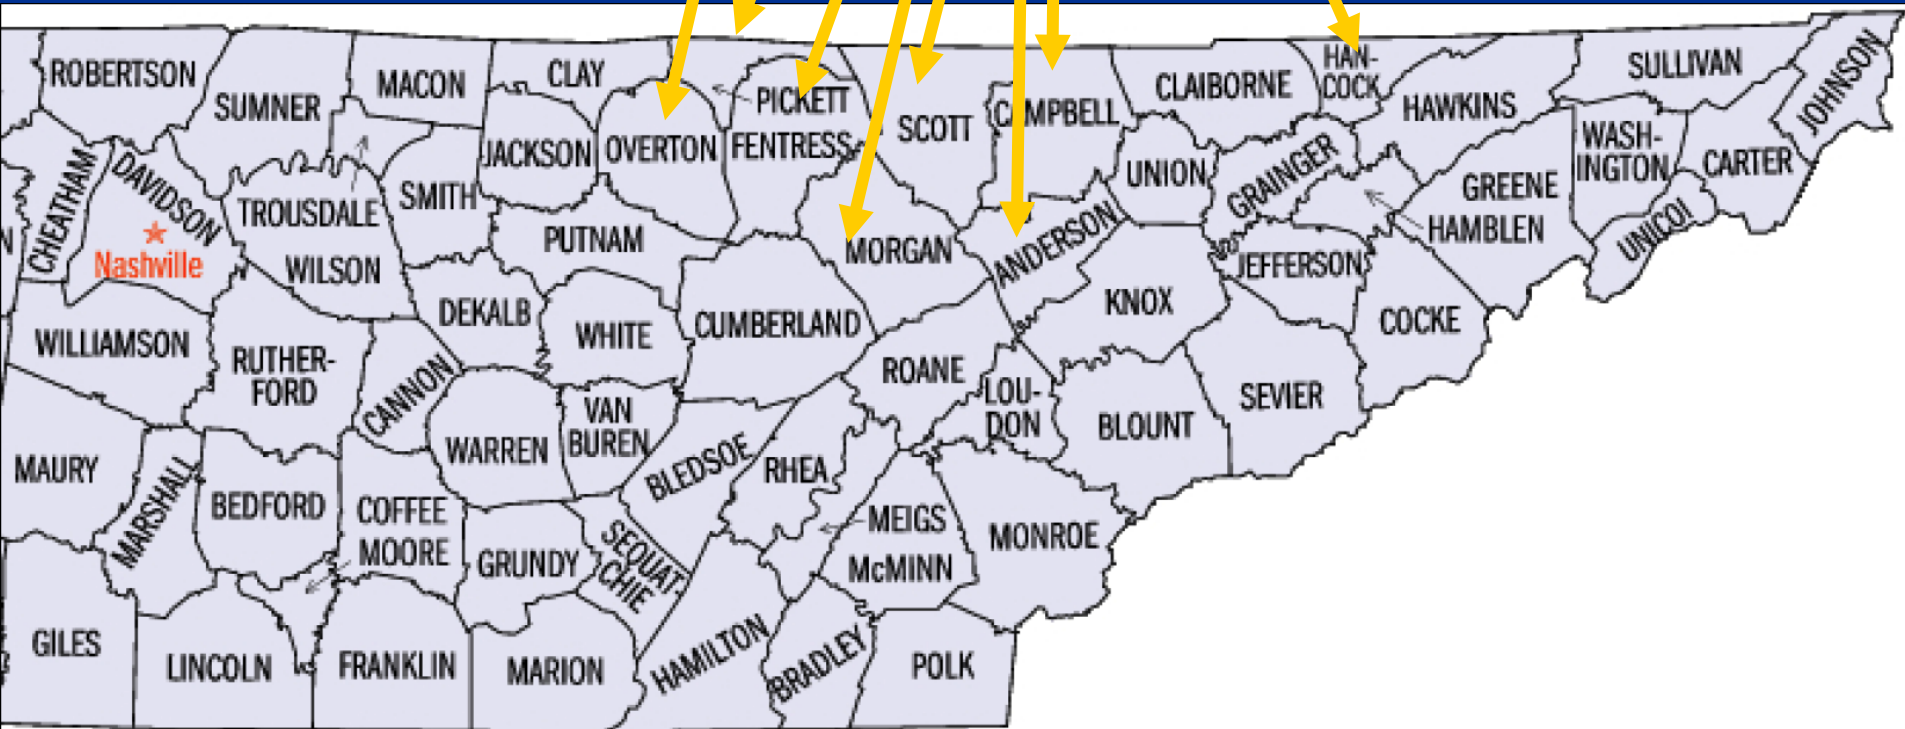 ROBERTSON
SUMNER
MACON
CLAY
PICKETT
SCOTT
CAMPBELL
CLAIBORNE
HAN-
COCK
HAWKINS
SULLIVAN
JOHNSON
CHEATHAM
DAVIDSON
Nashville
TROUSDALE
WILSON
SMITH
JACKSON
OVERTON
FENTRESS
PUTNAM
MORGAN
ANDERSON
UNION
GRAINGER
HAMBLEN
GREENE
WASH-
INGTON
CARTER
UNICOI
N
WILLIAMSON
RUTHER-
FORD
CANNON
DEKALB
WHITE
CUMBERLAND
ROANE
LOU-
DON
KNOX
JEFFERSON
SEVIER
COCKE
BLOUNT
MAURY
MARSHALL
BEDFORD
COFFEE
MOORE
WARREN
VAN
BUREN
BLEDSOE
RHEA
MEIGS
McMINN
MONROE
GRUNDY
SEQUAT-
CHIE
GILES
LINCOLN
FRANKLIN
MARION
HAMILTON
BRADLEY
POLK